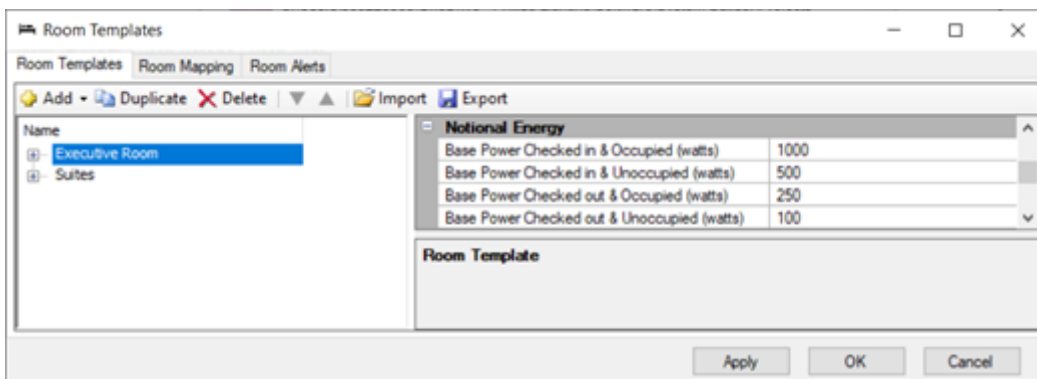 Room Templates
Room Templates Room Mapping Room Alerts
Add Duplicate Delete Import Export
Name
Executive Room
Suites
Notional Energy
Base Power Checked in & Occupied (watts) 1000
Base Power Checked in & Unoccupied (watts) 500
Base Power Checked out & Occupied (watts) 250
Base Power Checked out & Unoccupied (watts) 100
Room Template
Apply OK Cancel